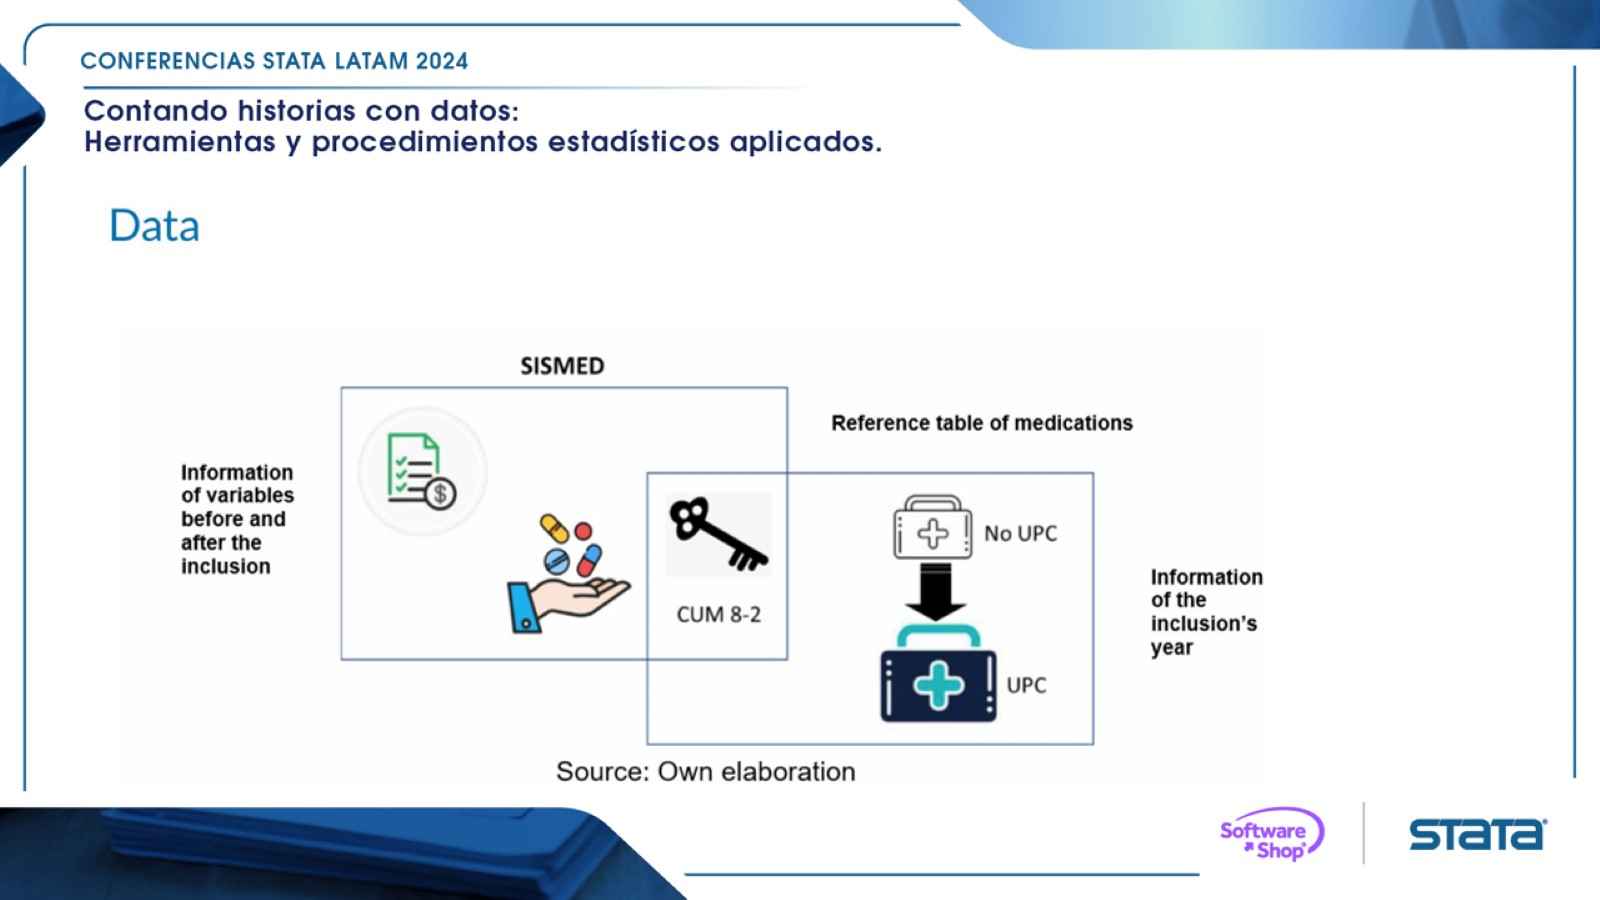 CONFERENCIAS STATA LATAM 2024
Contando historias con datos:
Herramientas y procedimientos estadísticos aplicados.
Data
SISMED
Reference table of medications
Information
of variables
before and
after the
inclusion
$
No UPC
CUM 8-2
Information
of the
inclusion's
year
UPC
Source: Own elaboration
Software
Shop
STATA